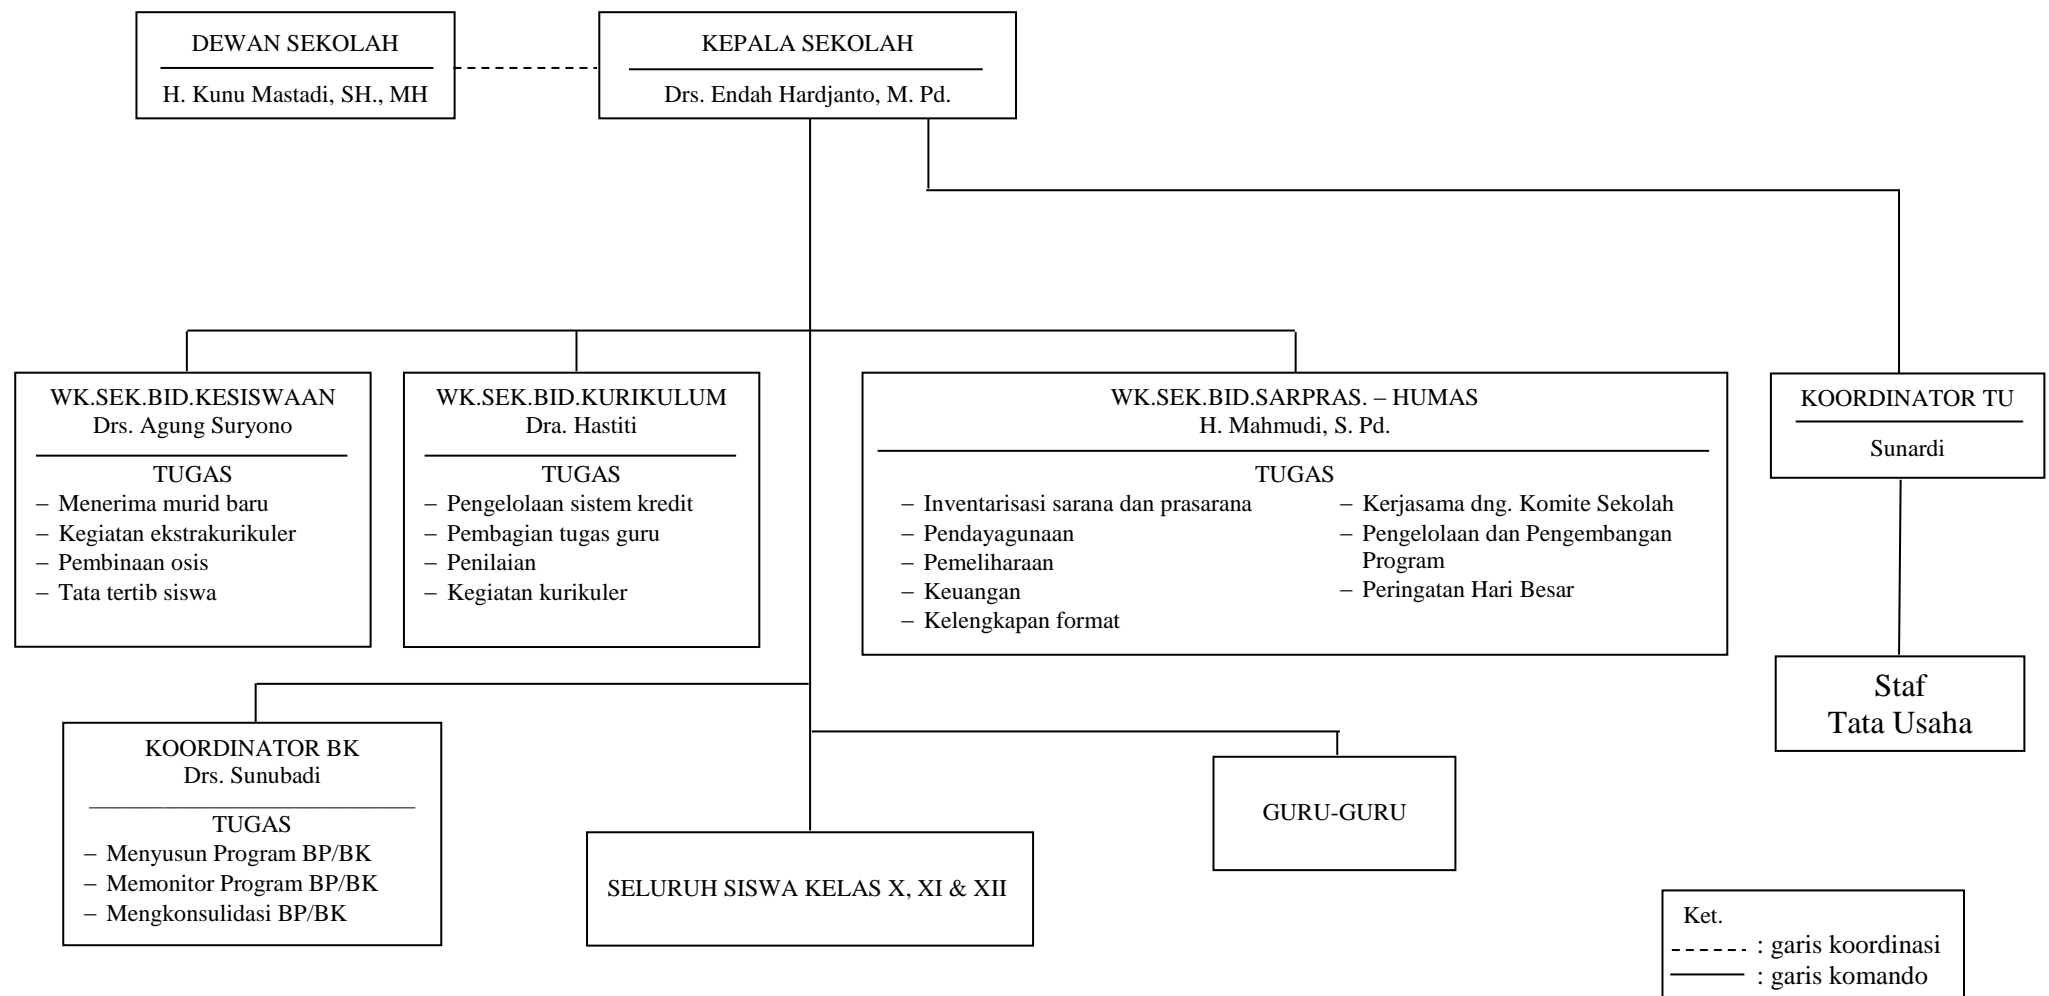 DEWAN SEKOLAH
H. Kunu Mastadi, SH., MH
KEPALA SEKOLAH
Drs. Endah Hardjanto, M. Pd.
WK.SEK.BID.KESISWAAN
Drs. Agung Suryono
TUGAS
– Menerima murid baru
– Kegiatan ekstrakurikuler
– Pembinaan osis
– Tata tertib siswa
WK.SEK.BID.KURIKULUM
Dra. Hastiti
TUGAS
– Pengelolaan sistem kredit
– Pembagian tugas guru
– Penilaian
– Kegiatan kurikuler
WK.SEK.BID.SARPRAS. – HUMAS
H. Mahmudi, S. Pd.
TUGAS
– Inventarisasi sarana dan prasarana
– Pendayagunaan
– Pemeliharaan
– Keuangan
– Kelengkapan format
– Kerjasama dng. Komite Sekolah
– Pengelolaan dan Pengembangan
Program
– Peringatan Hari Besar
KOORDINATOR TU
Sunardi
Staf
Tata Usaha
KOORDINATOR BK
Drs. Sunubadi
TUGAS
– Menyusun Program BP/BK
– Memonitor Program BP/BK
– Mengkonsulidasi BP/BK
SELURUH SISWA KELAS X, XI & XII
GURU-GURU
Ket.
: garis koordinasi
: garis komando